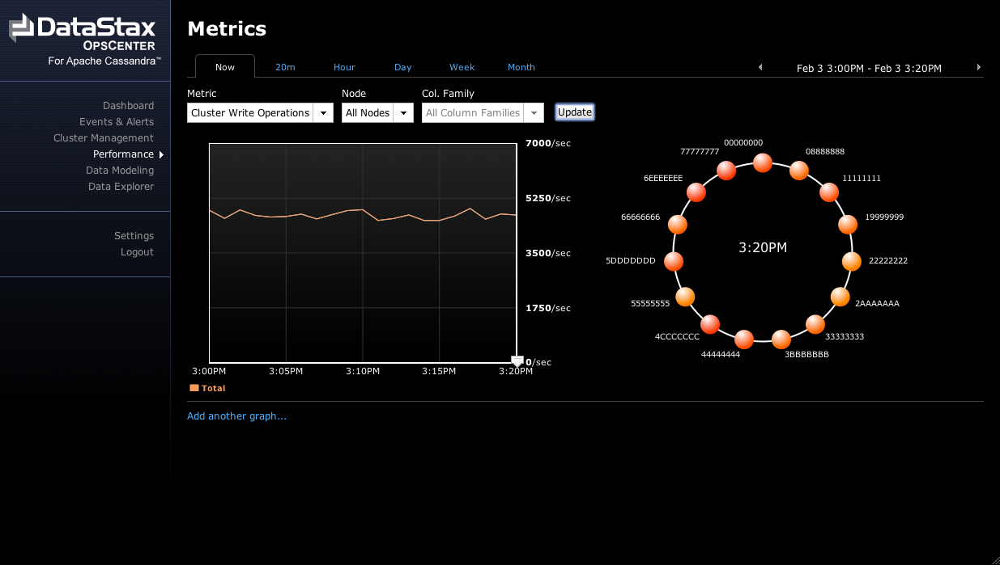 DataStax
OPSCENTER
For Apache Cassandra™
Dashboard
Events & Alerts
Cluster Management
Performance
Data Modeling
Data Explorer
Settings
Logout
Metrics
Now 20m Hour Day Week Month Feb 3 3:00PM - Feb 3 3:20PM
Metric Node Col. Family
Cluster Write Operations All Nodes All Column Families Update
7000/sec
5250/sec
3500/sec
1750/sec
0/sec
3:00PM 3:05PM 3:10PM 3:15PM 3:20PM
Total
00000000
08888888
11111111
19999999
22222222
2AAAAAAA
33333333
3BBBBBBB
44444444
4CCCCCCC
55555555
5DDDDDDD
66666666
6EEEEEEE
77777777
3:20PM
Add another graph...